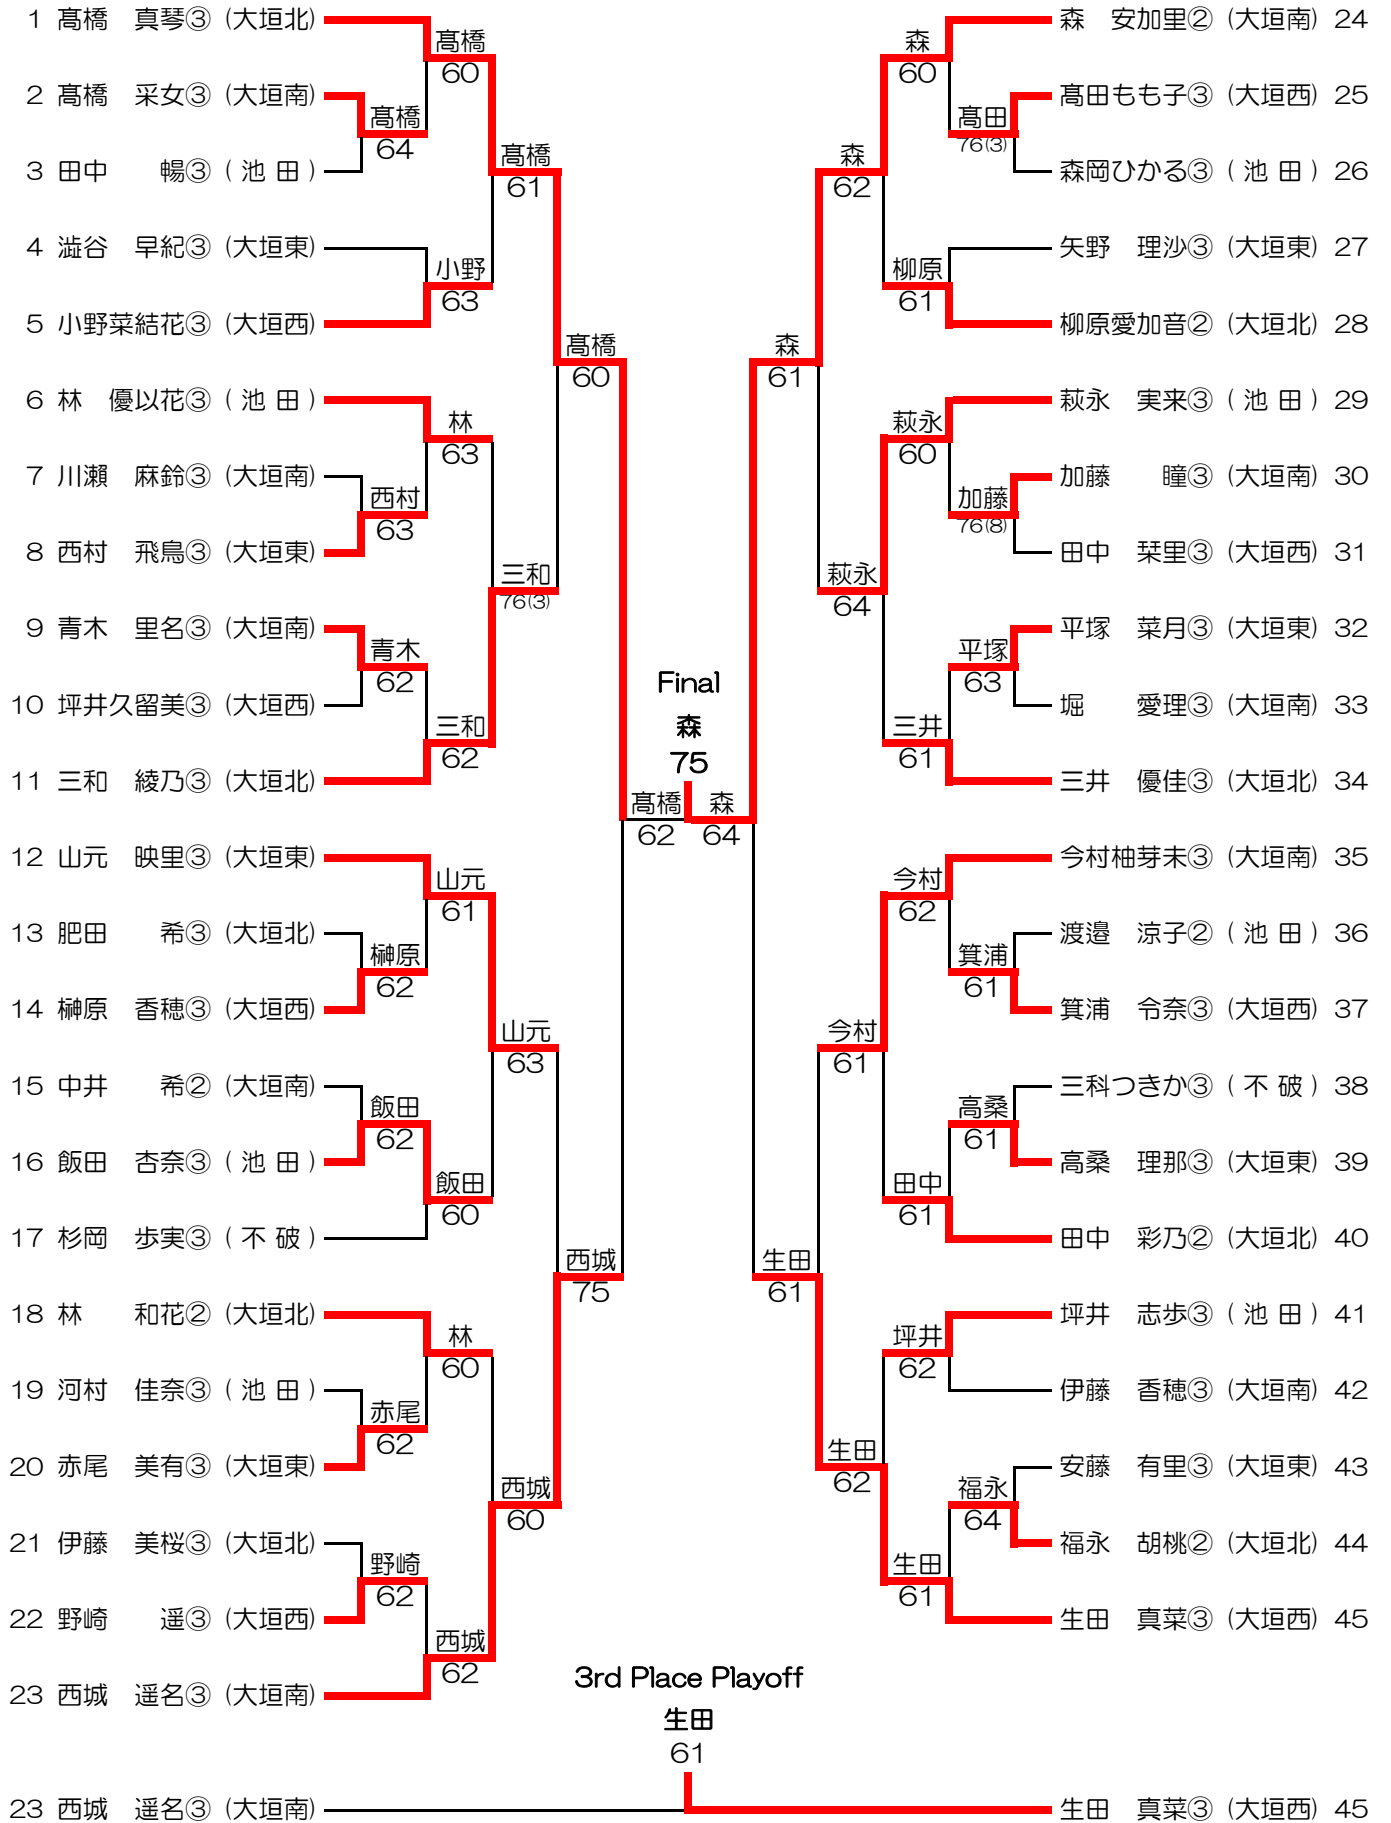 1 髙橋　真琴③ (大垣北)
髙橋
60
2 髙橋　采女③ (大垣南)
髙橋
64
3 田中　　暢③ ( 池 田 )
髙橋
61
4 澁谷　早紀③ (大垣東)
小野
63
5 小野菜結花③ (大垣西)
髙橋
60
6 林　優以花③ ( 池 田 )
林
63
7 川瀬　麻鈴③ (大垣南)
西村
63
8 西村　飛鳥③ (大垣東)
三和
76(3)
9 青木　里名③ (大垣南)
青木
62
10 坪井久留美③ (大垣西)
三和
62
11 三和　綾乃③ (大垣北)
髙橋
62
12 山元　映里③ (大垣東)
山元
61
13 肥田　　希③ (大垣北)
榊原
62
14 榊原　香穂③ (大垣西)
山元
63
15 中井　　希② (大垣南)
飯田
62
16 飯田　杏奈③ ( 池 田 )
飯田
60
17 杉岡　歩実③ ( 不 破 )
西城
75
18 林　　和花② (大垣北)
林
60
19 河村　佳奈③ ( 池 田 )
赤尾
62
20 赤尾　美有③ (大垣東)
西城
60
21 伊藤　美桜③ (大垣北)
野崎
62
22 野崎　　遥③ (大垣西)
西城
62
23 西城　遥名③ (大垣南)
Final
森
75
森　安加里② (大垣南) 24
森
60
髙田もも子③ (大垣西) 25
髙田
76(3)
森岡ひかる③ ( 池 田 ) 26
森
62
矢野　理沙③ (大垣東) 27
柳原
61
柳原愛加音② (大垣北) 28
森
61
萩永　実来③ ( 池 田 ) 29
萩永
60
加藤　　瞳③ (大垣南) 30
加藤
76(8)
田中　栞里③ (大垣西) 31
萩永
64
平塚　菜月③ (大垣東) 32
平塚
63
堀　　愛理③ (大垣南) 33
三井
61
三井　優佳③ (大垣北) 34
森
64
今村柚芽未③ (大垣南) 35
今村
62
渡邉　涼子② ( 池 田 ) 36
箕浦
61
箕浦　令奈③ (大垣西) 37
今村
61
三科つきか③ ( 不 破 ) 38
高桑
61
高桑　理那③ (大垣東) 39
田中
61
田中　彩乃② (大垣北) 40
生田
61
坪井　志歩③ ( 池 田 ) 41
坪井
62
伊藤　香穂③ (大垣南) 42
生田
62
安藤　有里③ (大垣東) 43
福永
64
福永　胡桃② (大垣北) 44
生田
61
生田　真菜③ (大垣西) 45
3rd Place Playoff
生田
61
23 西城　遥名③ (大垣南)
生田　真菜③ (大垣西) 45